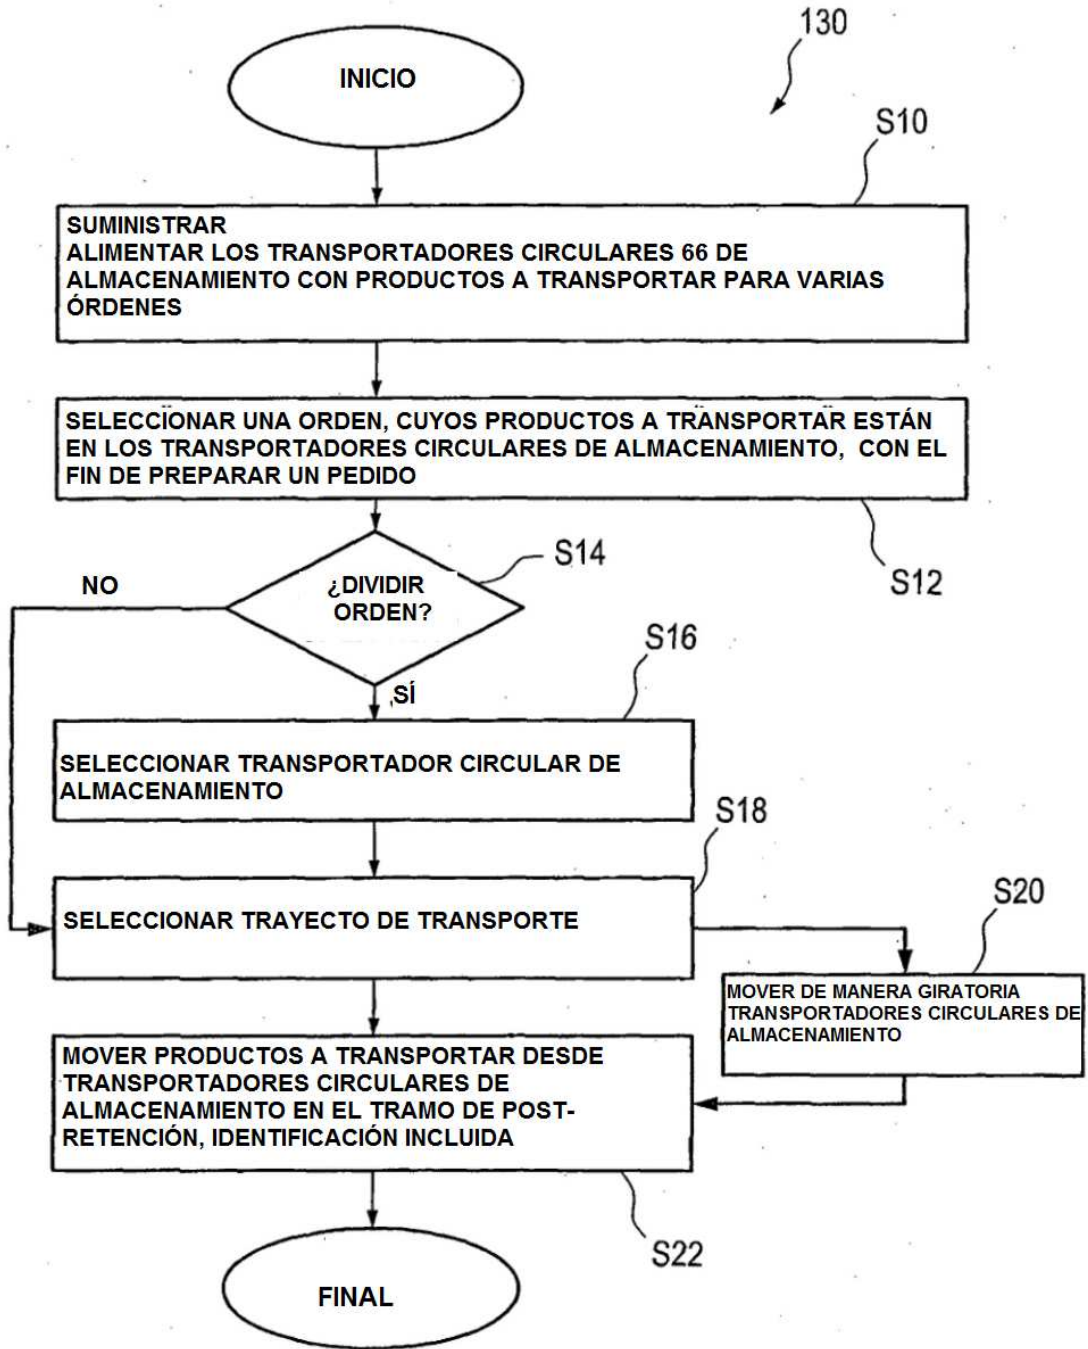 130
INICIO
S10
SUMINISTRAR
ALIMENTAR LOS TRANSPORTADORES CIRCULARES 66 DE
ALMACENAMIENTO CON PRODUCTOS A TRANSPORTAR PARA VARIAS
ÓRDENES
SELECCIONAR UNA ORDEN, CUYOS PRODUCTOS A TRANSPORTAR ESTÁN
EN LOS TRANSPORTADORES CIRCULARES DE ALMACENAMIENTO, CON EL
FIN DE PREPARAR UN PEDIDO
S12
S14
NO
¿DIVIDIR
ORDEN?
S16
SÍ
SELECCIONAR TRANSPORTADOR CIRCULAR DE
ALMACENAMIENTO
S18
SELECCIONAR TRAYECTO DE TRANSPORTE
S20
MOVER DE MANERA GIRATORIA
TRANSPORTADORES CIRCULARES DE
ALMACENAMIENTO
MOVER PRODUCTOS A TRANSPORTAR DESDE
TRANSPORTADORES CIRCULARES DE
ALMACENAMIENTO EN EL TRAMO DE POST-
RETENCIÓN, IDENTIFICACIÓN INCLUIDA
S22
FINAL